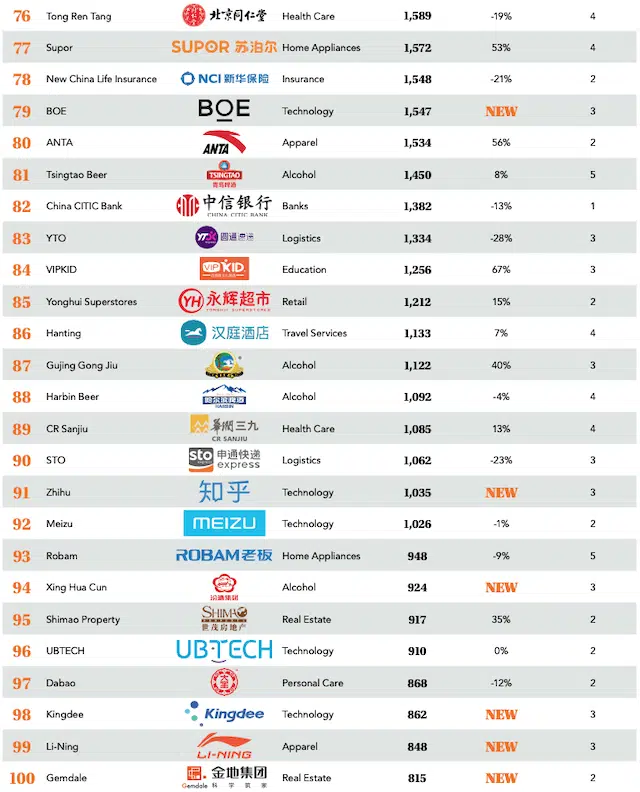 76 Tong Ren Tang 北京同仁堂 Health Care 1,589 -19% 4
77 Supor SUPOR 苏泊尔 Home Appliances 1,572 53% 4
78 New China Life Insurance NCI 新华保险 Insurance 1,548 -21% 2
79 BOE BOE Technology 1,547 NEW 3
80 ANTA ANTA Apparel 1,534 56% 2
81 Tsingtao Beer TSINGTAO 青岛啤酒 Alcohol 1,450 8% 5
82 China CITIC Bank 中信银行 CHINA CITIC BANK Banks 1,382 -13% 1
83 YTO 圆通速递 Logistics 1,334 -28% 3
84 VIPKID VIPKID Education 1,256 67% 3
85 Yonghui Superstores YH 永辉超市 YONGHUI SUPERSTORES Retail 1,212 15% 2
86 Hanting 汉庭酒店 Travel Services 1,133 7% 4
87 Gujing Gong Jiu Alcohol 1,122 40% 3
88 Harbin Beer 哈尔滨啤酒 HARBIN Alcohol 1,092 -4% 4
89 CR Sanjiu 華潤三九 CR SANJIU Health Care 1,085 13% 4
90 STO sto express 申通快递 Logistics 1,062 -23% 3
91 Zhihu 知乎 Technology 1,035 NEW 3
92 Meizu MEIZU Technology 1,026 -1% 2
93 Robam ROBAM老板 Home Appliances 948 -9% 5
94 Xing Hua Cun 汾酒集团 Alcohol 924 NEW 3
95 Shimao Property SHIMAO 世茂房地产 Real Estate 917 35% 2
96 UBTECH UBTECH Technology 910 0% 2
97 Dabao Personal Care 868 -12% 2
98 Kingdee Kingdee Technology 862 NEW 3
99 Li-Ning LI-NING Apparel 848 NEW 3
100 Gemdale Gemdale 金地集团 科学筑家 Real Estate 815 NEW 2